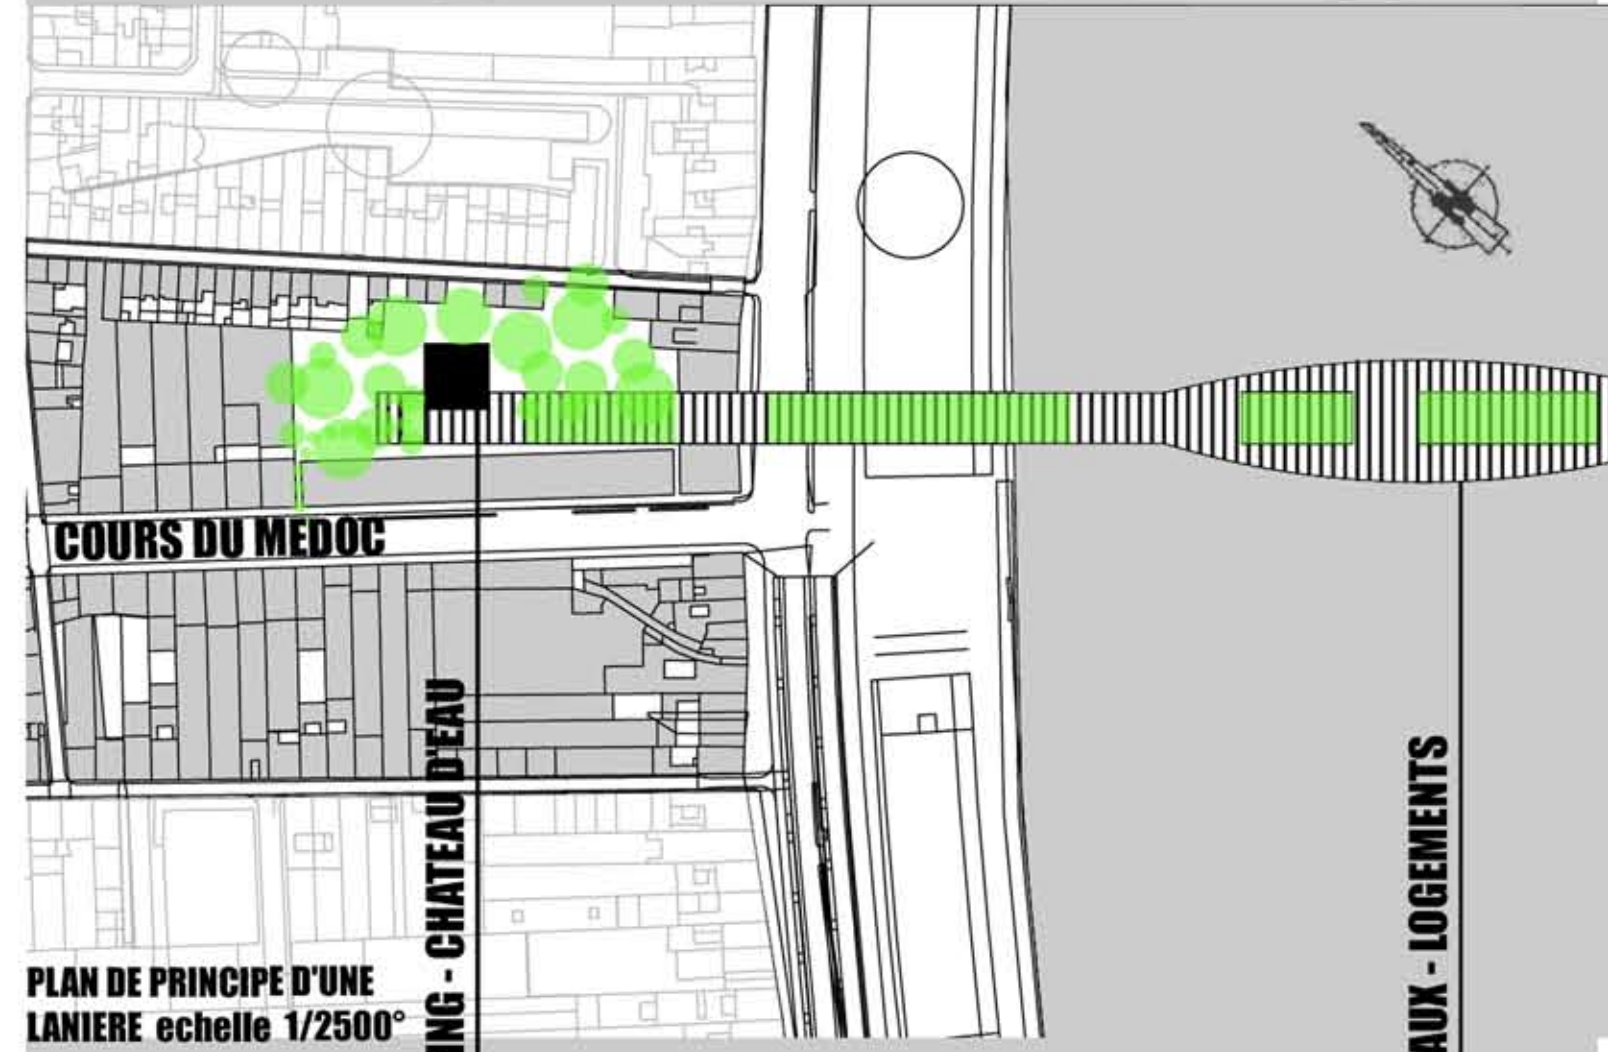 COURS DU MEDOC
ING - CHATEAU D'EAU
AUX - LOGEMENTS
PLAN DE PRINCIPE D'UNE
LANIERE echelle 1/2500°